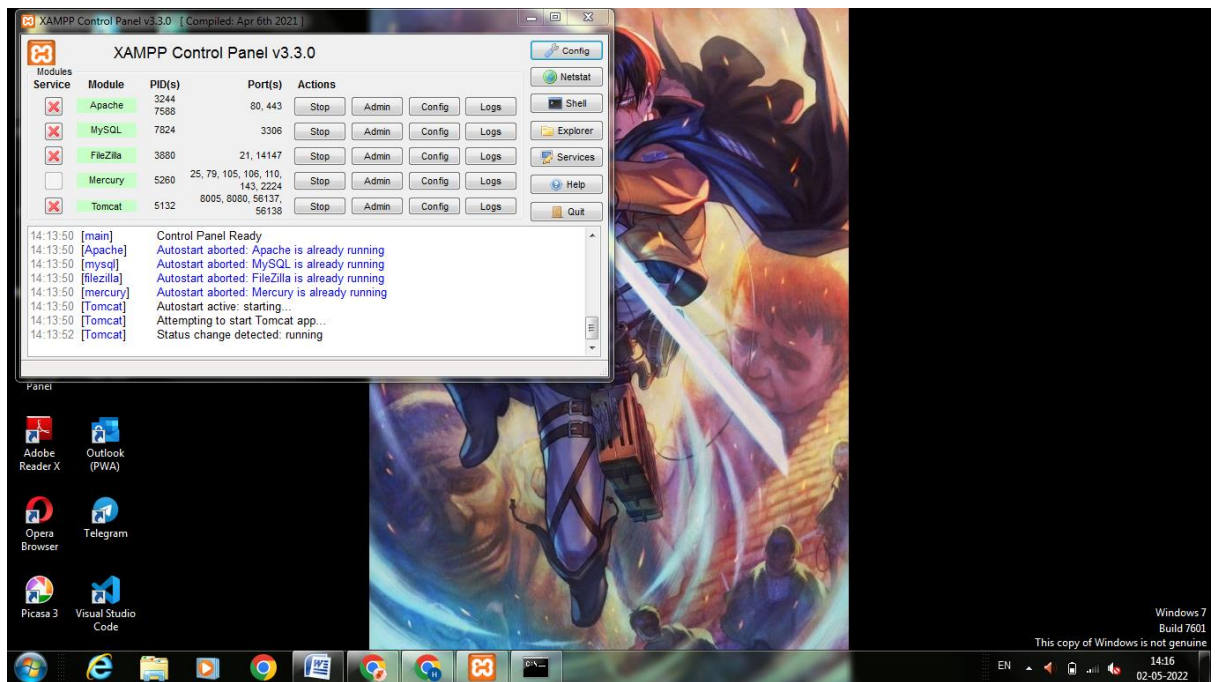 XAMPP Control Panel v3.3.0 [ Compiled: Apr 6th 2021 ]
XAMPP Control Panel v3.3.0
Config
Modules
Service Module PID(s) Port(s) Actions
Netstat
Apache 3244 7588 80, 443 Stop Admin Config Logs
Shell
MySQL 7824 3306 Stop Admin Config Logs
Explorer
FileZilla 3880 21, 14147 Stop Admin Config Logs
Services
Mercury 5260 25, 79, 105, 106, 110, 143, 2224 Stop Admin Config Logs
Help
Tomcat 5132 8005, 8080, 56137, 56138 Stop Admin Config Logs
Quit
14:13:50 [main] Control Panel Ready
14:13:50 [Apache] Autostart aborted: Apache is already running
14:13:50 [mysql] Autostart aborted: MySQL is already running
14:13:50 [filezilla] Autostart aborted: FileZilla is already running
14:13:50 [mercury] Autostart aborted: Mercury is already running
14:13:50 [Tomcat] Autostart active: starting...
14:13:50 [Tomcat] Attempting to start Tomcat app...
14:13:52 [Tomcat] Status change detected: running
Panel
Adobe Reader X
Outlook (PWA)
Opera Browser
Telegram
Picasa 3
Visual Studio Code
Windows 7
Build 7601
This copy of Windows is not genuine
EN
14:16
02-05-2022